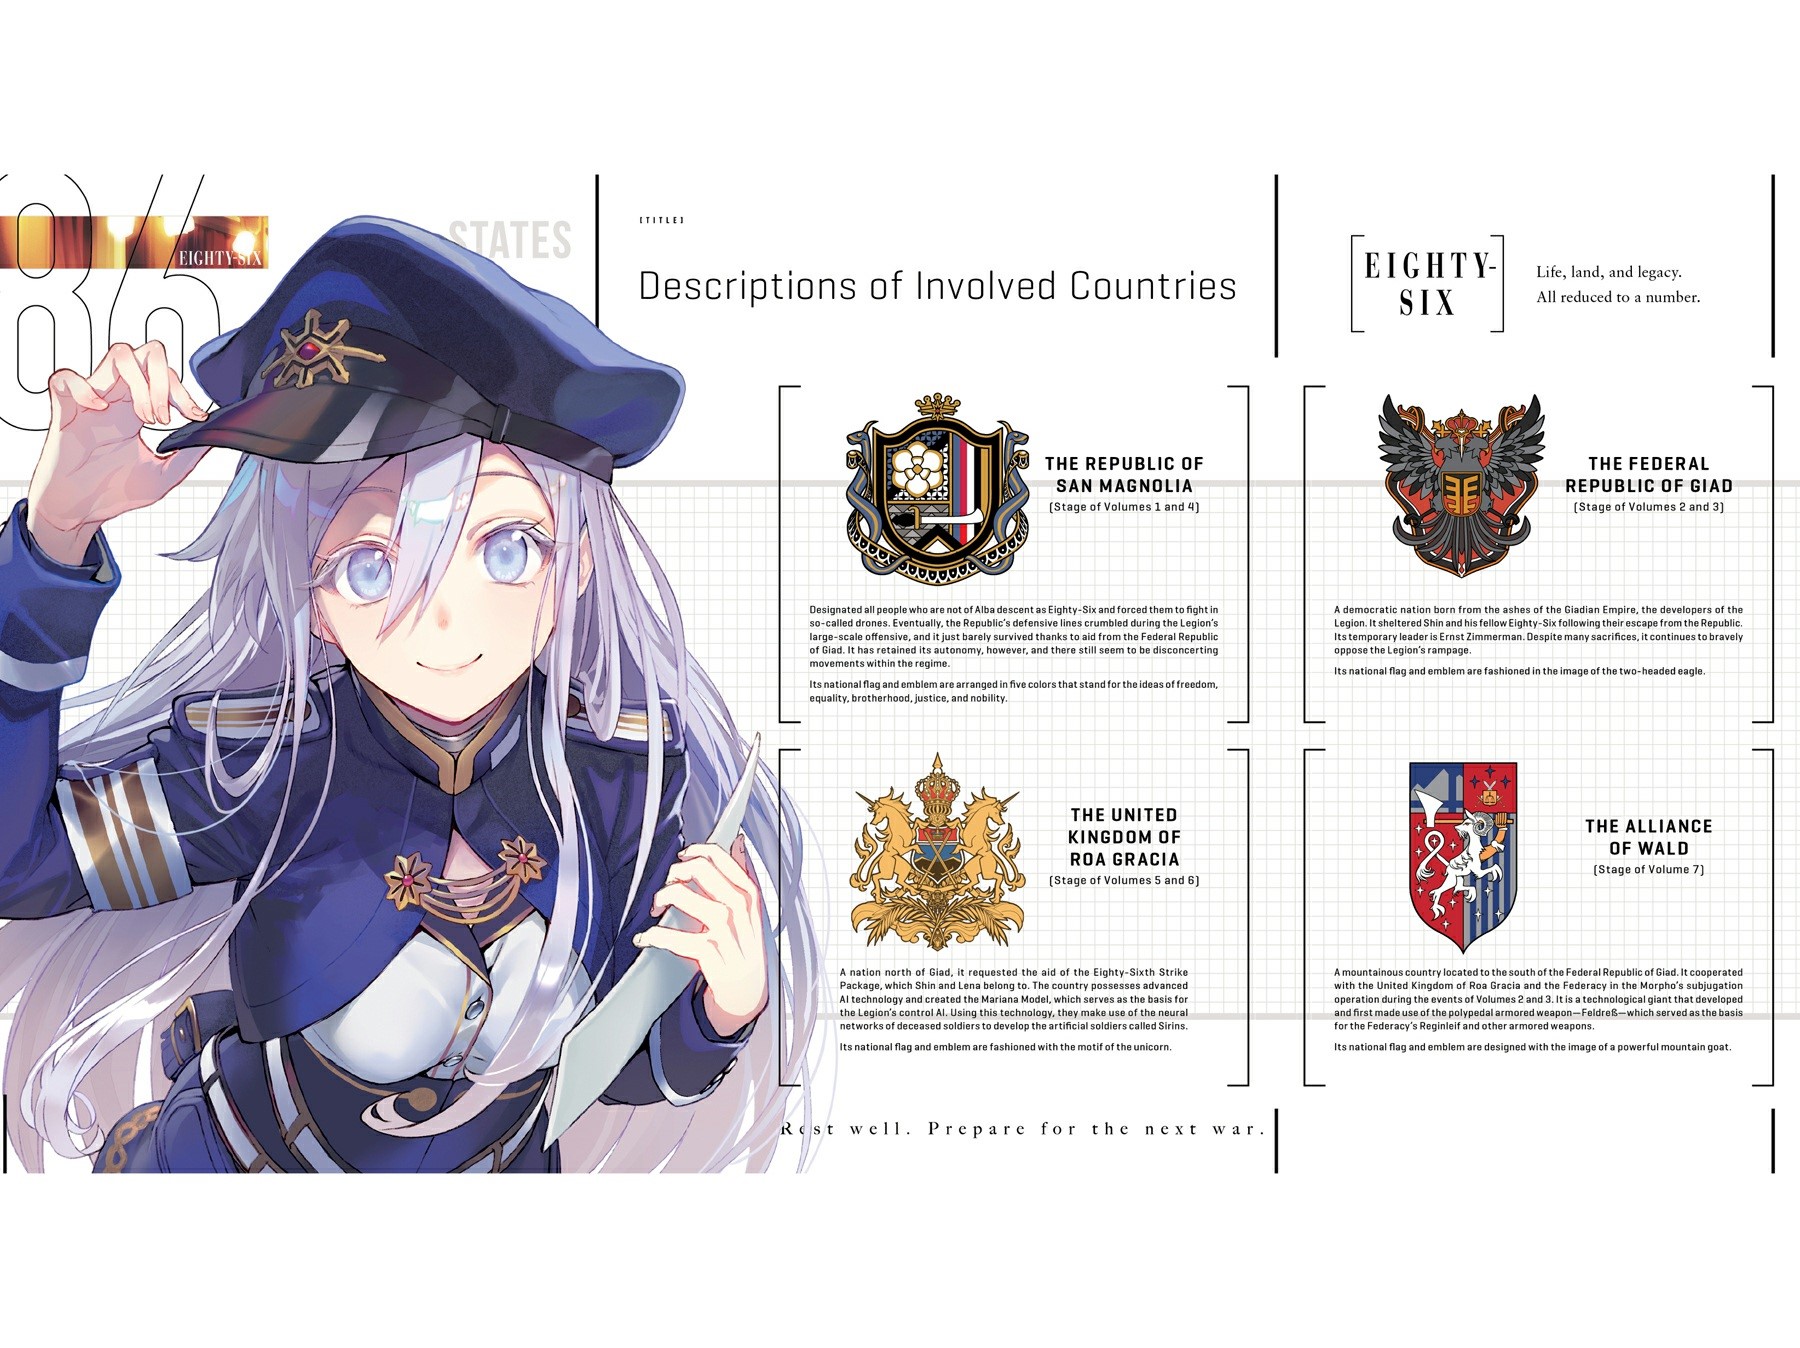 86
EIGHTY-SIX
STATES
[TITLE]
Descriptions of Involved Countries
EIGHTY-
SIX
Life, land, and legacy.
All reduced to a number.
THE REPUBLIC OF
SAN MAGNOLIA
(Stage of Volumes 1 and 4)
Designated all people who are not of Alba descent as Eighty-Six and forced them to fight in
so-called drones. Eventually, the Republic's defensive lines crumbled during the Legion's
large-scale offensive, and it just barely survived thanks to aid from the Federal Republic
of Giad. It has retained its autonomy, however, and there still seem to be disconcerting
movements within the regime.
Its national flag and emblem are arranged in five colors that stand for the ideas of freedom,
equality, brotherhood, justice, and nobility.
THE FEDERAL
REPUBLIC OF GIAD
(Stage of Volumes 2 and 3)
A democratic nation born from the ashes of the Giadian Empire, the developers of the
Legion. It sheltered Shin and his fellow Eighty-Six following their escape from the Republic.
Its temporary leader is Ernst Zimmerman. Despite many sacrifices, it continues to bravely
oppose the Legion's rampage.
Its national flag and emblem are fashioned in the image of the two-headed eagle.
THE UNITED
KINGDOM OF
ROA GRACIA
(Stage of Volumes 5 and 6)
A nation north of Giad, it requested the aid of the Eighty-Sixth Strike
Package, which Shin and Lena belong to. The country possesses advanced
AI technology and created the Mariana Model, which serves as the basis for
the Legion's control AI. Using this technology, they make use of the neural
networks of deceased soldiers to develop the artificial soldiers called Sirins.
Its national flag and emblem are fashioned with the motif of the unicorn.
THE ALLIANCE
OF WALD
(Stage of Volume 7)
A mountainous country located to the south of the Federal Republic of Giad. It cooperated
with the United Kingdom of Roa Gracia and the Federacy in the Morpho's subjugation
operation during the events of Volumes 2 and 3. It is a technological giant that developed
and first made use of the polypedal armored weapon—Feldreß—which served as the basis
for the Federacy's Reginleif and other armored weapons.
Its national flag and emblem are designed with the image of a powerful mountain goat.
Rest well. Prepare for the next war.